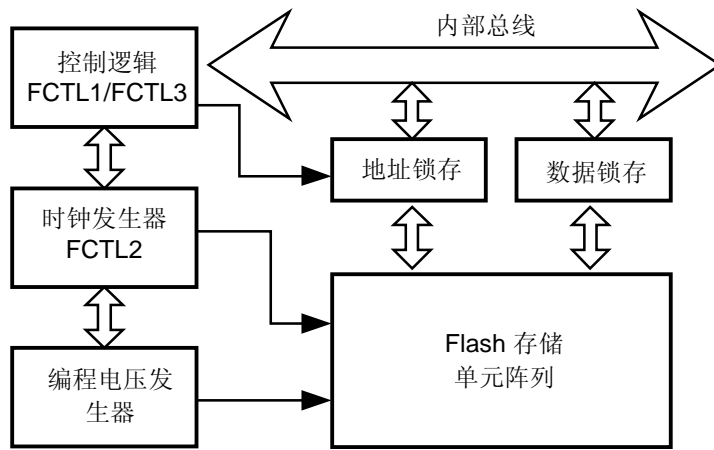 内部总线
控制逻辑
FCTL1/FCTL3
地址锁存
数据锁存
时钟发生器
FCTL2
Flash 存储
单元阵列
编程电压发
生器